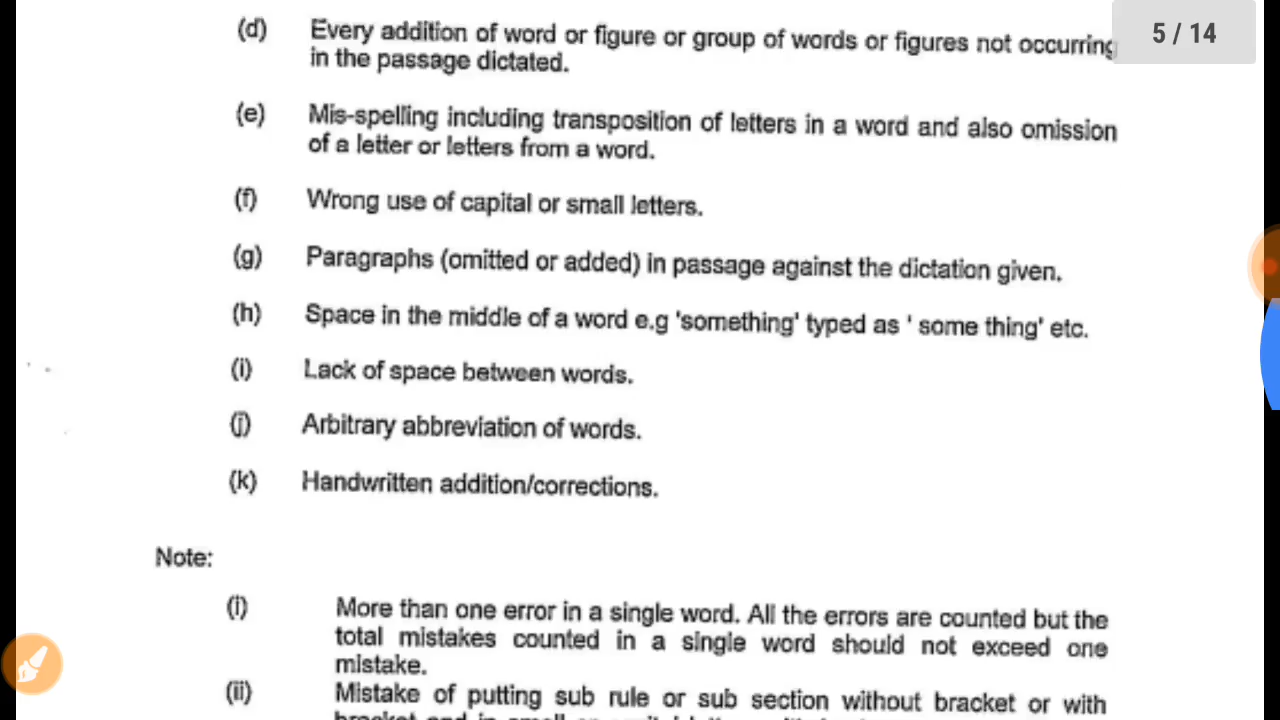 5 / 14
(d) Every addition of word or figure or group of words or figures not occurring
in the passage dictated.
(e) Mis-spelling including transposition of letters in a word and also omission
of a letter or letters from a word.
(f) Wrong use of capital or small letters.
(g) Paragraphs (omitted or added) in passage against the dictation given.
(h) Space in the middle of a word e.g 'something' typed as ' some thing' etc.
(i) Lack of space between words.
(j) Arbitrary abbreviation of words.
(k) Handwritten addition/corrections.
Note:
(i) More than one error in a single word. All the errors are counted but the
total mistakes counted in a single word should not exceed one
mistake.
(ii) Mistake of putting sub rule or sub section without bracket or with
bracket and in small or